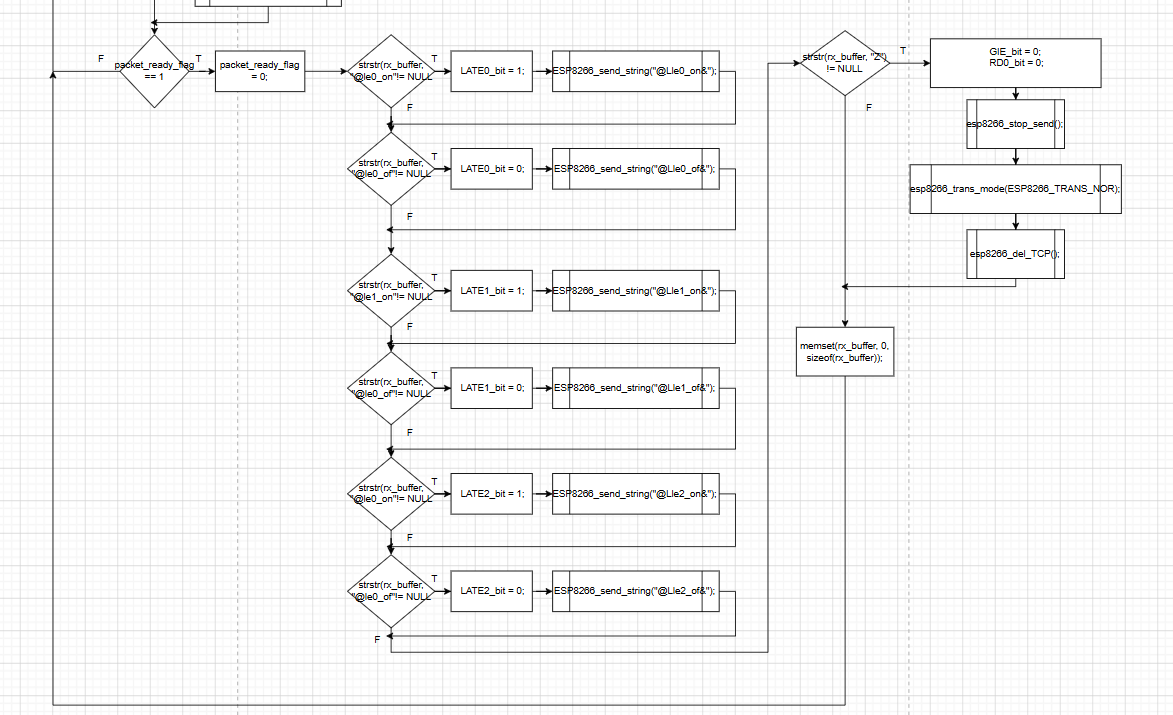 F
packet_ready_flag
== 1
T
packet_ready_flag
= 0;
strstr(rx_buffer,
"@le0_on"!= NULL
T
F
LATE0_bit = 1;
ESP8266_send_string("@Lle0_on&");
strstr(rx_buffer,
"@le0_of"!= NULL
T
F
LATE0_bit = 0;
ESP8266_send_string("@Lle0_of&");
strstr(rx_buffer,
"@le1_on"!= NULL
T
F
LATE1_bit = 1;
ESP8266_send_string("@Lle1_on&");
strstr(rx_buffer,
"@le0_of"!= NULL
T
F
LATE1_bit = 0;
ESP8266_send_string("@Lle1_of&");
strstr(rx_buffer,
"@le0_on"!= NULL
T
F
LATE2_bit = 1;
ESP8266_send_string("@Lle2_on&");
strstr(rx_buffer,
"@le0_of"!= NULL
T
F
LATE2_bit = 0;
ESP8266_send_string("@Lle2_of&");
strstr(rx_buffer, "Z")
!= NULL
T
F
GIE_bit = 0;
RD0_bit = 0;
esp8266_stop_send();
esp8266_trans_mode(ESP8266_TRANS_NOR);
esp8266_del_TCP();
memset(rx_buffer, 0,
sizeof(rx_buffer));